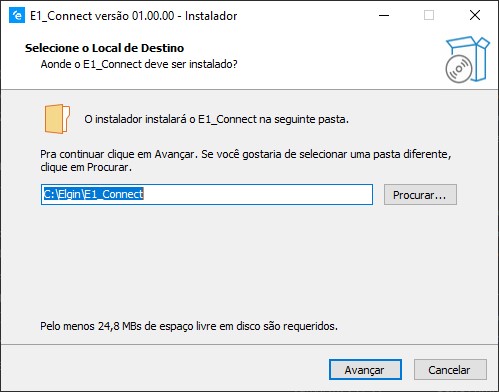 E1_Connect versão 01.00.00 - Instalador
Selecione o Local de Destino
Aonde o E1_Connect deve ser instalado?
O instalador instalará o E1_Connect na seguinte pasta.
Pra continuar clique em Avançar. Se você gostaria de selecionar uma pasta diferente,
clique em Procurar.
C:\Elgin\E1_Connect
Procurar...
Pelo menos 24,8 MBs de espaço livre em disco são requeridos.
Avançar
Cancelar